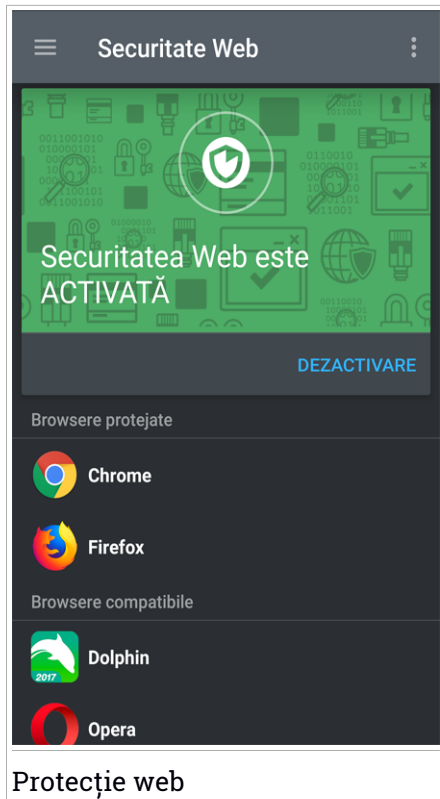 Securitate Web
Securitatea Web este
ACTIVATĂ
DEZACTIVARE
Browsere protejate
Chrome
Firefox
Browsere compatibile
2017
Dolphin
Opera
Protecție web